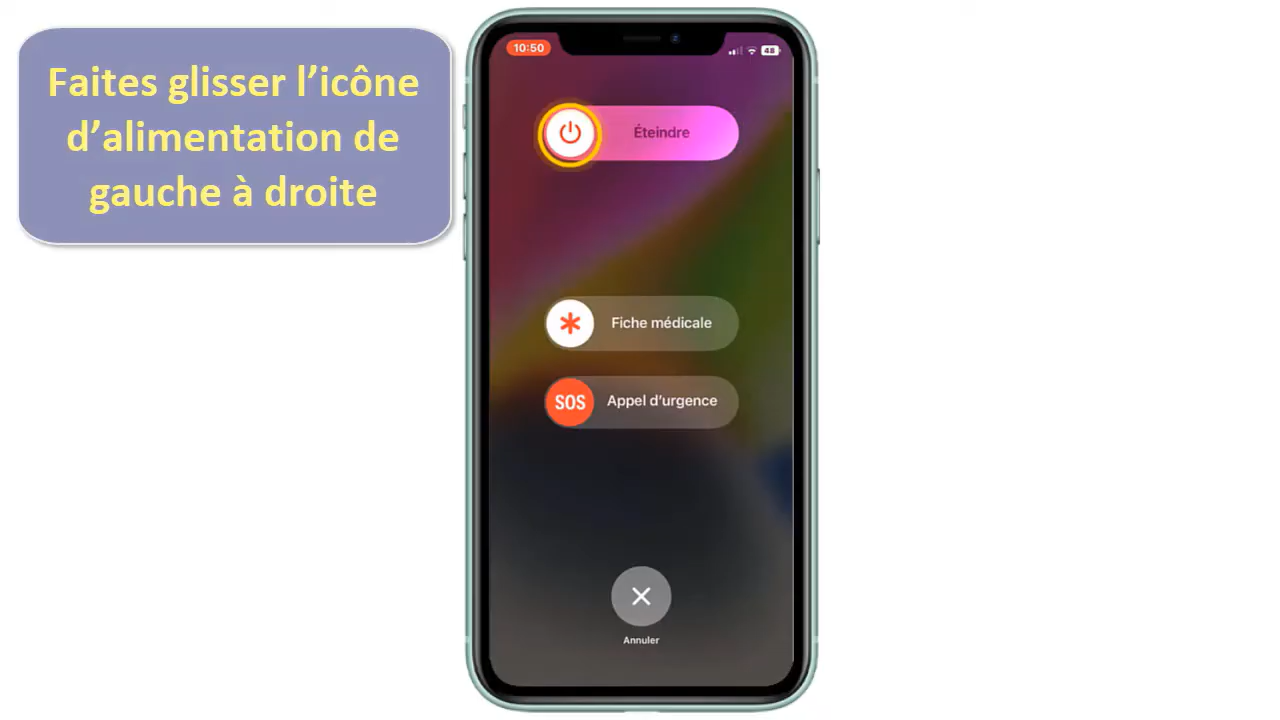 Faites glisser l’icône
d’alimentation de
gauche à droite
10:50
48
Éteindre
Fiche médicale
SOS Appel d’urgence
Annuler